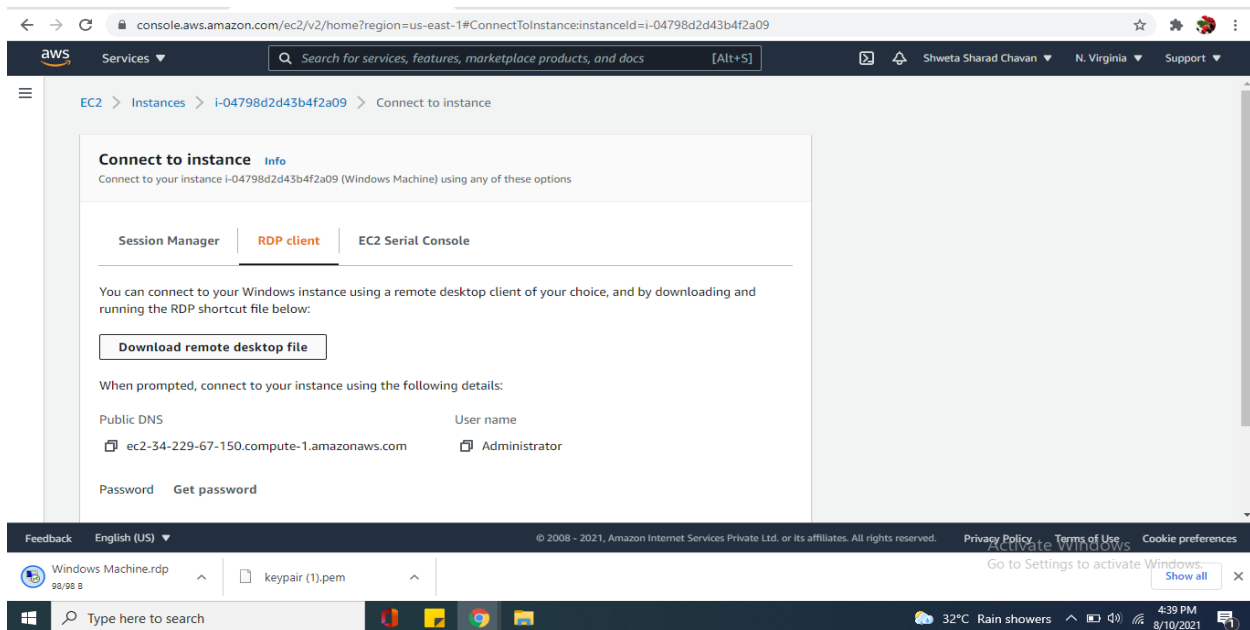 console.aws.amazon.com/ec2/v2/home?region=us-east-1#ConnectToInstance:instanceId=i-04798d2d43b4f2a09
aws Services ▼ Search for services, features, marketplace products, and docs [Alt+S] Shweta Sharad Chavan ▼ N. Virginia ▼ Support ▼
EC2 > Instances > i-04798d2d43b4f2a09 > Connect to instance
Connect to instance Info
Connect to your instance i-04798d2d43b4f2a09 (Windows Machine) using any of these options
Session Manager RDP client EC2 Serial Console
You can connect to your Windows instance using a remote desktop client of your choice, and by downloading and
running the RDP shortcut file below:
Download remote desktop file
When prompted, connect to your instance using the following details:
Public DNS User name
ec2-34-229-67-150.compute-1.amazonaws.com Administrator
Password Get password
Feedback English (US) ▼ © 2008 - 2021, Amazon Internet Services Private Ltd. or its affiliates. All rights reserved. Privacy Policy Terms of Use Cookie preferences
Activate Windows
Go to Settings to activate Windows.
Windows Machine.rdp
98/98 B
keypair (1).pem
Show all
Type here to search 32°C Rain showers 4:39 PM
8/10/2021
1